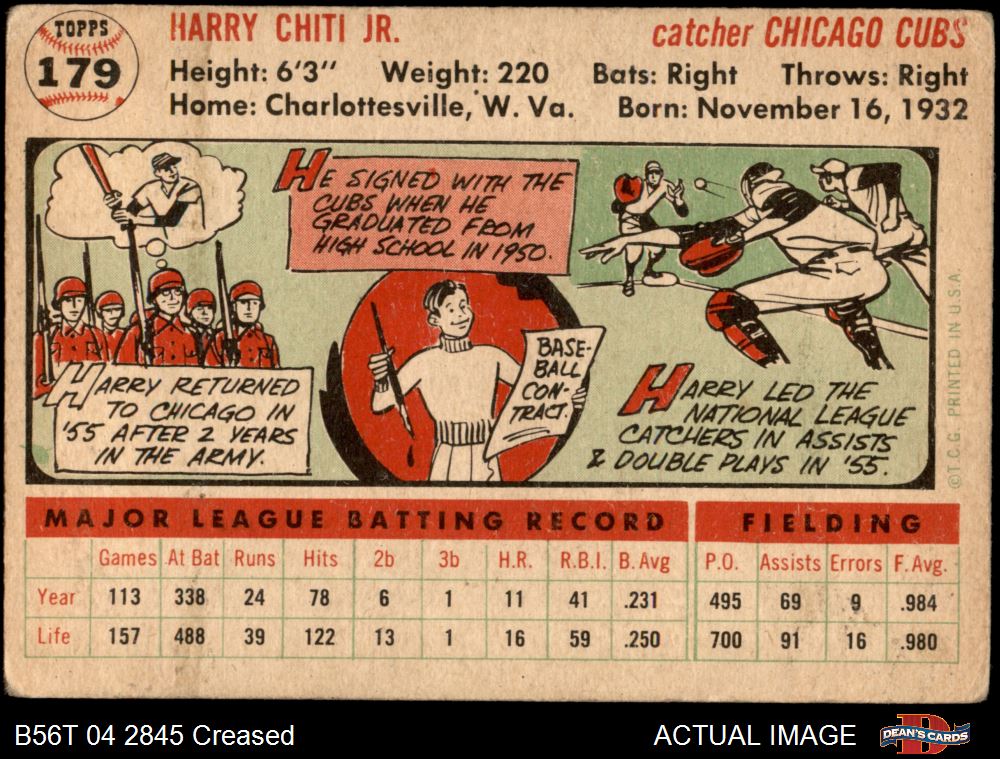 TOPPS
179
HARRY CHITI JR.
catcher CHICAGO CUBS
Height: 6'3" Weight: 220 Bats: Right Throws: Right
Home: Charlottesville, W. Va. Born: November 16, 1932
HE SIGNED WITH THE
CUBS WHEN HE
GRADUATED FROM
HIGH SCHOOL IN 1950.
HARRY RETURNED
TO CHICAGO IN
'55 AFTER 2 YEARS
IN THE ARMY.
BASE-
BALL
CON-
TRACT.
HARRY LED THE
NATIONAL LEAGUE
CATCHERS IN ASSISTS
& DOUBLE PLAYS IN '55.
©T.C.G. PRINTED IN U.S.A.
MAJOR LEAGUE BATTING RECORD FIELDING
Games At Bat Runs Hits 2b 3b H.R. R.B.I. B. Avg P.O. Assists Errors F. Avg.
Year 113 338 24 78 6 1 11 41 .231 495 69 9 .984
Life 157 488 39 122 13 1 16 59 .250 700 91 16 .980
B56T 04 2845 Creased
ACTUAL IMAGE
D
DEAN'S CARDS